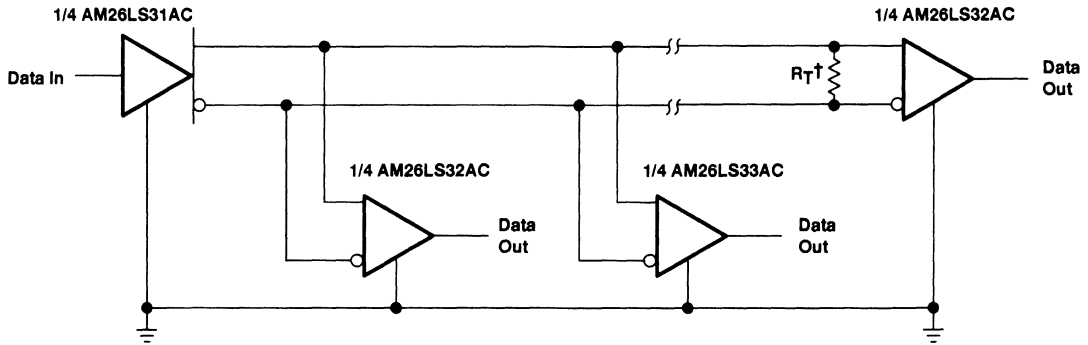 1/4 AM26LS31AC
1/4 AM26LS32AC
Data In
RT†
Data
Out
1/4 AM26LS32AC
1/4 AM26LS33AC
Data
Out
Data
Out